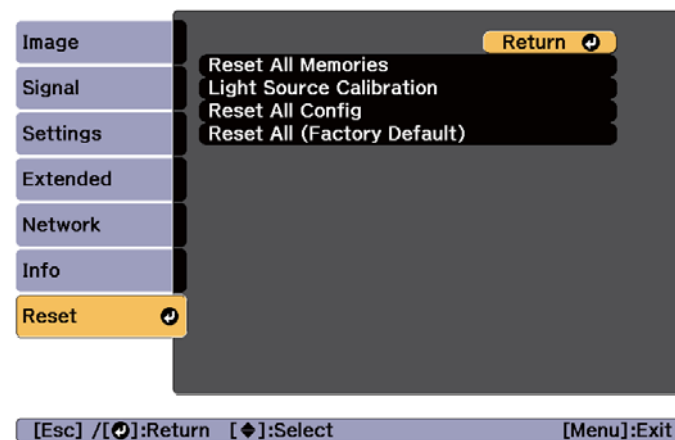 Image
Signal
Settings
Extended
Network
Info
Reset
Return
Reset All Memories
Light Source Calibration
Reset All Config
Reset All (Factory Default)
[Esc] /[⏎]:Return [◆]:Select [Menu]:Exit